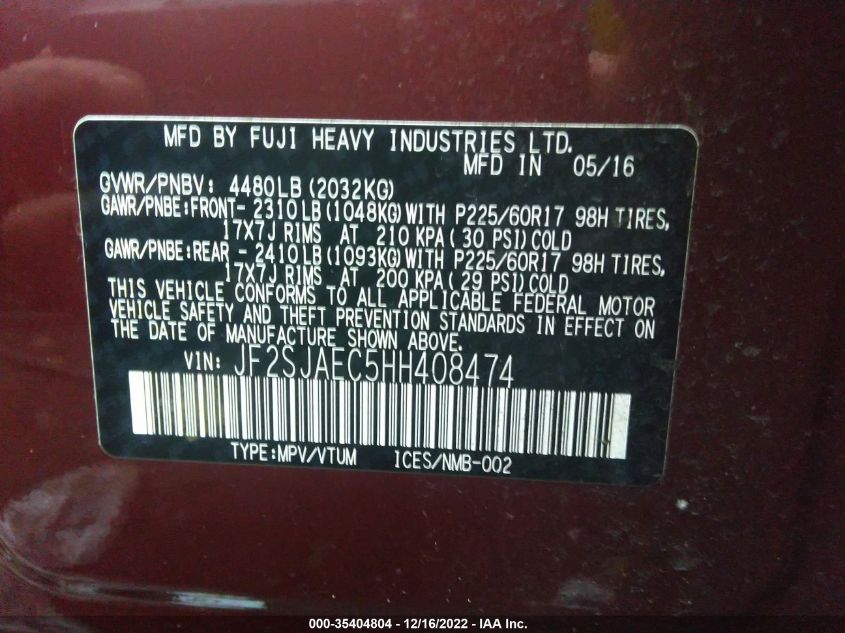 MFD BY FUJI HEAVY INDUSTRIES LTD.
MFD IN 05/16
GVWR/PNBV: 4480LB (2032KG)
GAWR/PNBE:FRONT- 2310LB (1048KG) WITH P225/60R17 98H TIRES,
17X7J RIMS AT 210 KPA ( 30 PSI) COLD
GAWR/PNBE:REAR - 2410LB (1093KG) WITH P225/60R17 98H TIRES,
17X7J RIMS AT 200 KPA ( 29 PSI) COLD
THIS VEHICLE CONFORMS TO ALL APPLICABLE FEDERAL MOTOR
VEHICLE SAFETY AND THEFT PREVENTION STANDARDS IN EFFECT ON
THE DATE OF MANUFACTURE SHOWN ABOVE.
VIN: JF2SJAEC5HH408474
TYPE:MPV/VTUM ICES/NMB-002
000-35404804 - 12/16/2022 - IAA Inc.